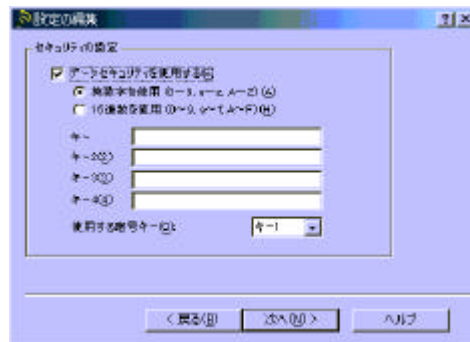 設定の編集
セキュリティの設定
データセキュリティを使用する(E)
英数字を使用 (0~9, a~z, A~Z) (A)
16進数を使用 (0~9, a~f, A~F) (H)
キー
キー2(2)
キー3(3)
キー4(4)
使用する暗号キー(O): キー1
< 戻る(B) 次へ(N) > ヘルプ